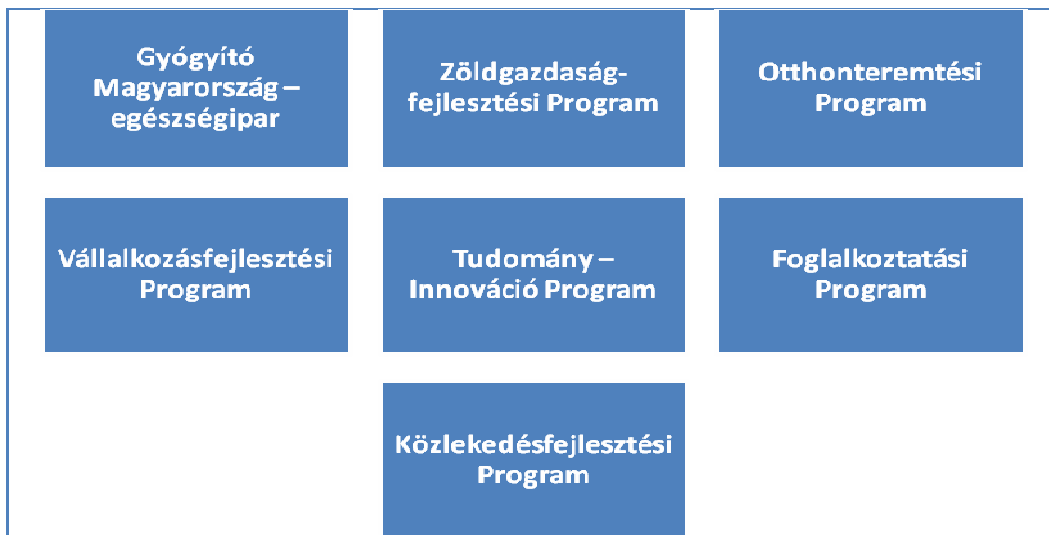 Gyógyító
Magyarország –
egészségipar
Zöldgazdaság-
fejlesztési Program
Otthonteremtési
Program
Vállalkozásfejlesztési
Program
Tudomány –
Innováció Program
Foglalkoztatási
Program
Közlekedésfejlesztési
Program